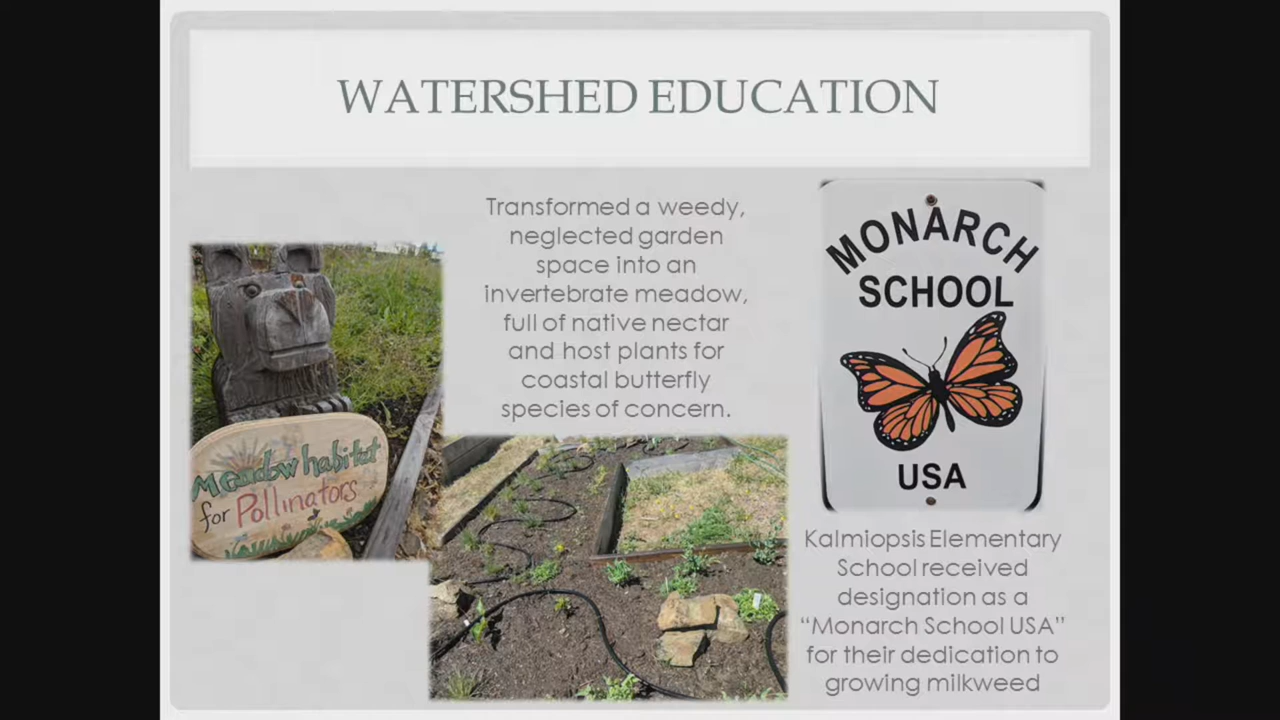 WATERSHED EDUCATION
Transformed a weedy,
neglected garden
space into an
invertebrate meadow,
full of native nectar
and host plants for
coastal butterfly
species of concern.
Meadow habitat
for Pollinators
MONARCH
SCHOOL
USA
Kalmiopsis Elementary
School received
designation as a
“Monarch School USA”
for their dedication to
growing milkweed